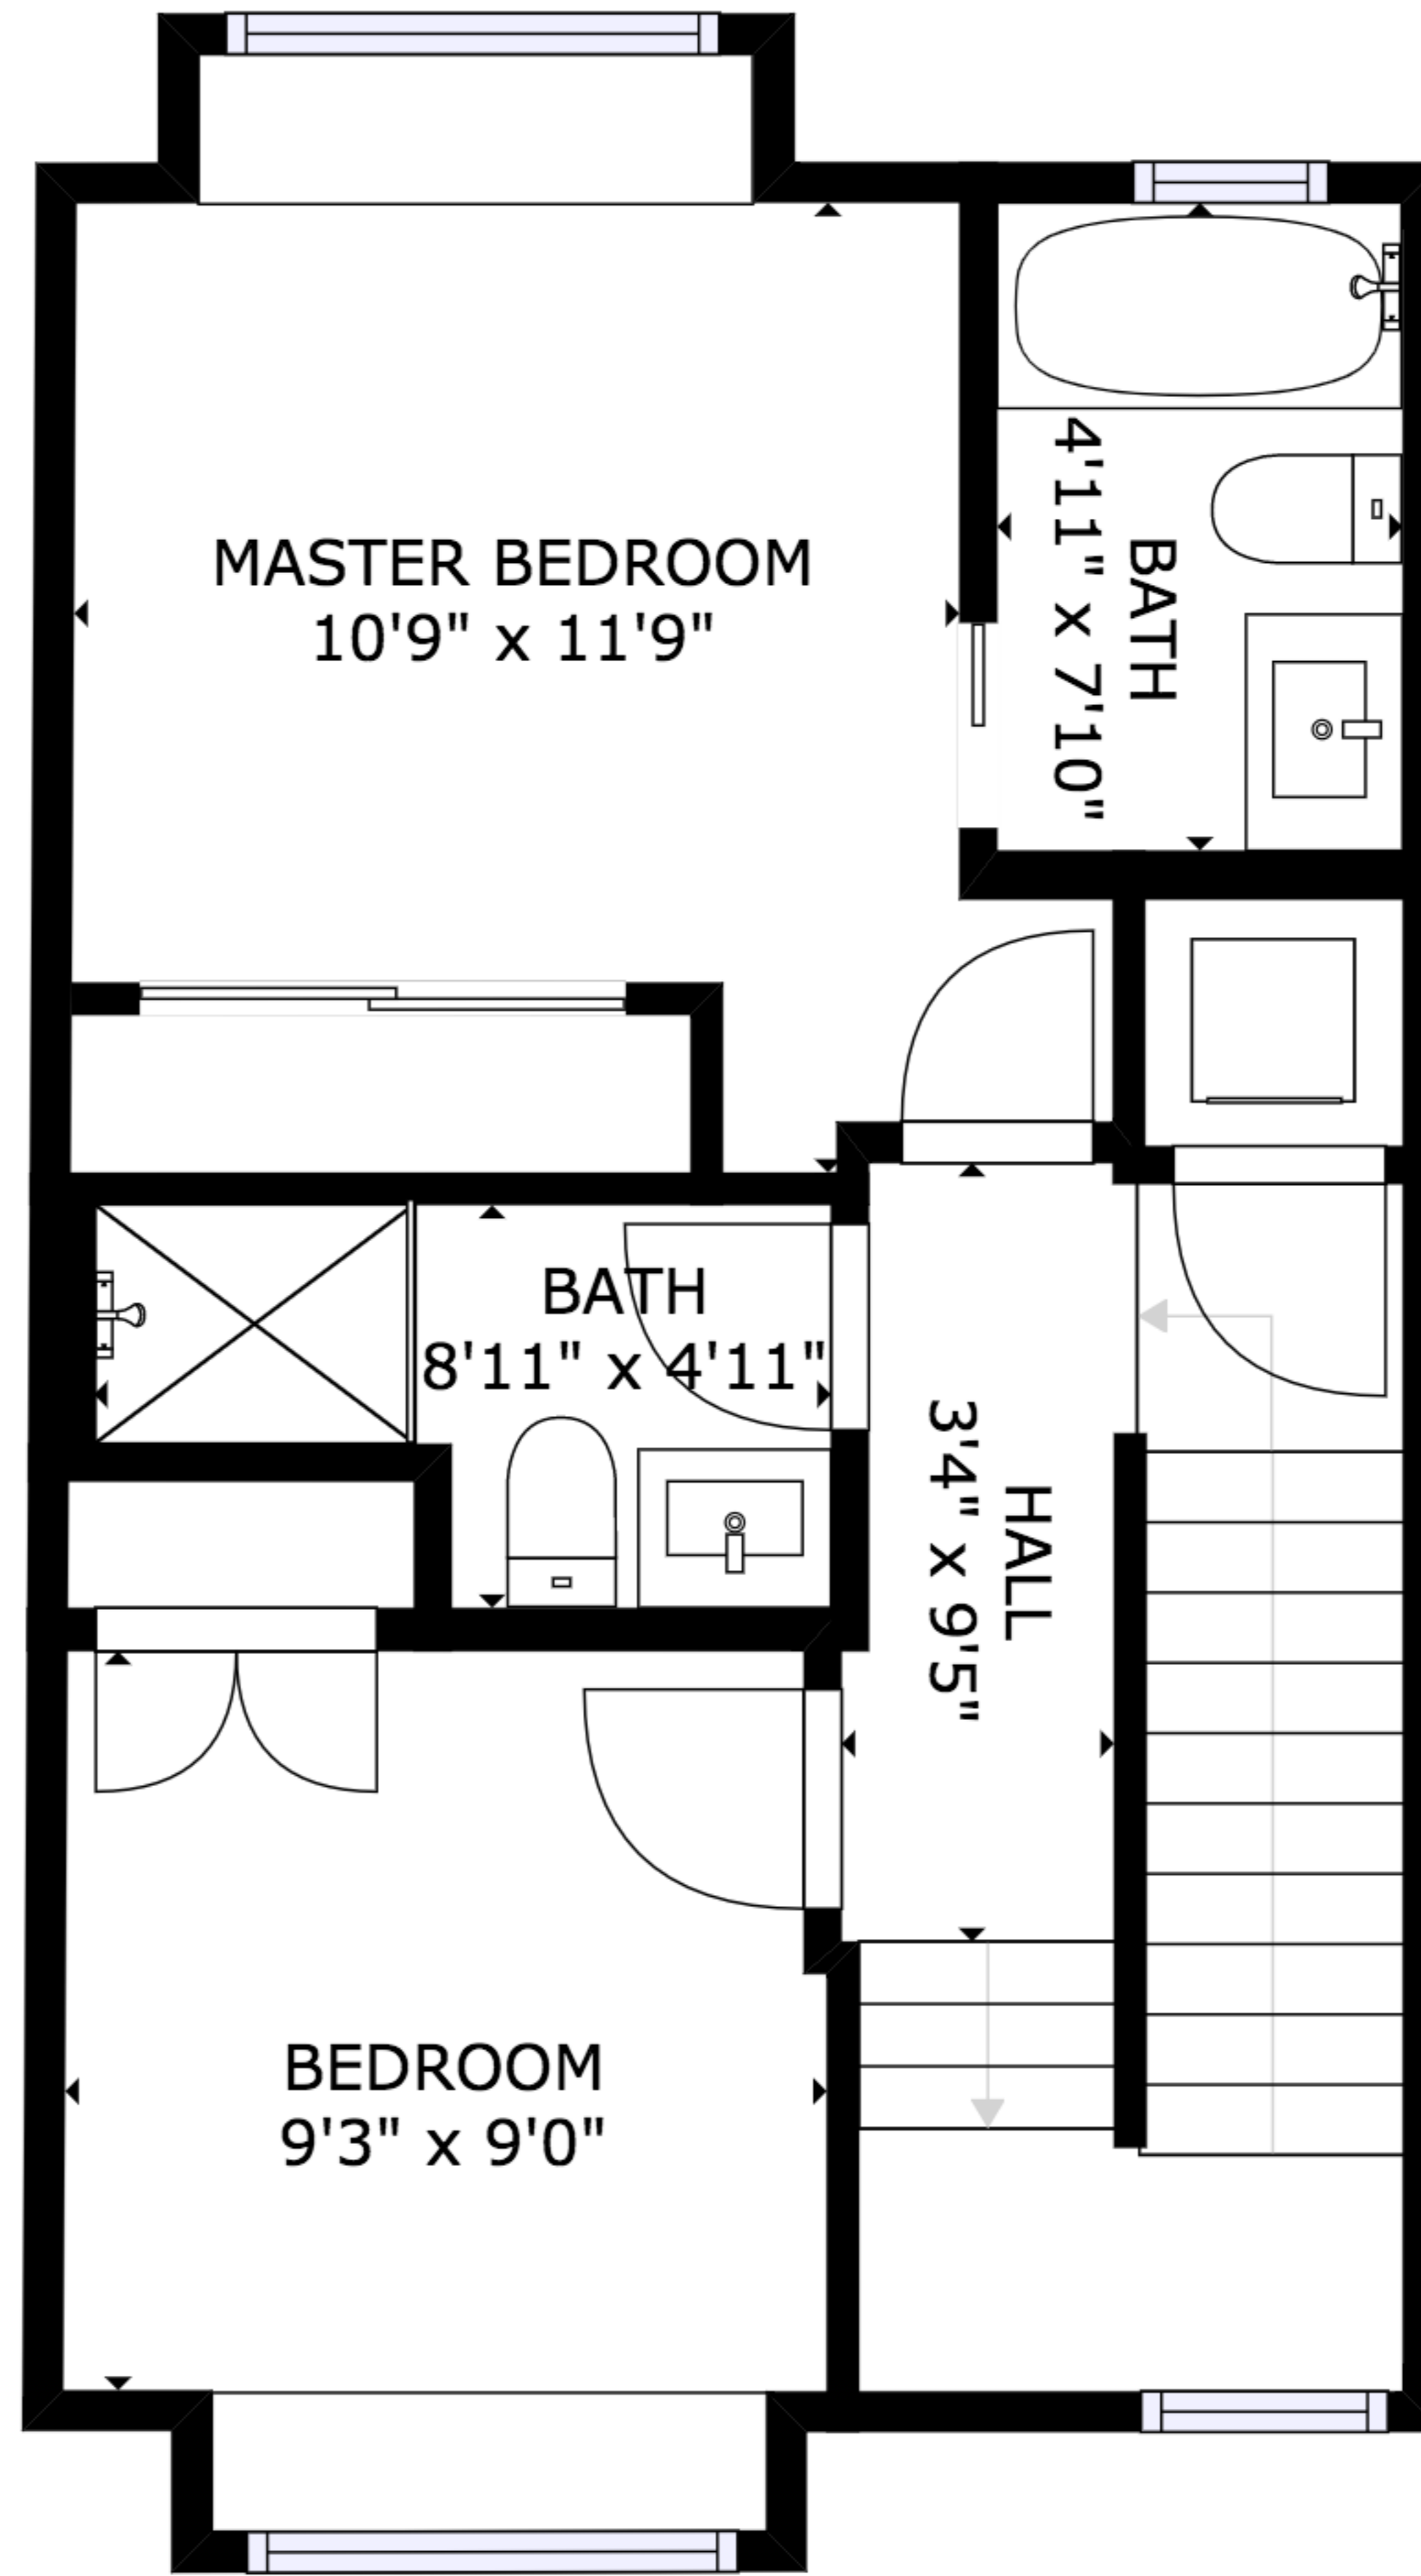 MASTER BEDROOM
10'9" x 11'9"
BATH
4'11" x 7'10"
BATH
8'11" x 4'11"
HALL
3'4" x 9'5"
BEDROOM
9'3" x 9'0"